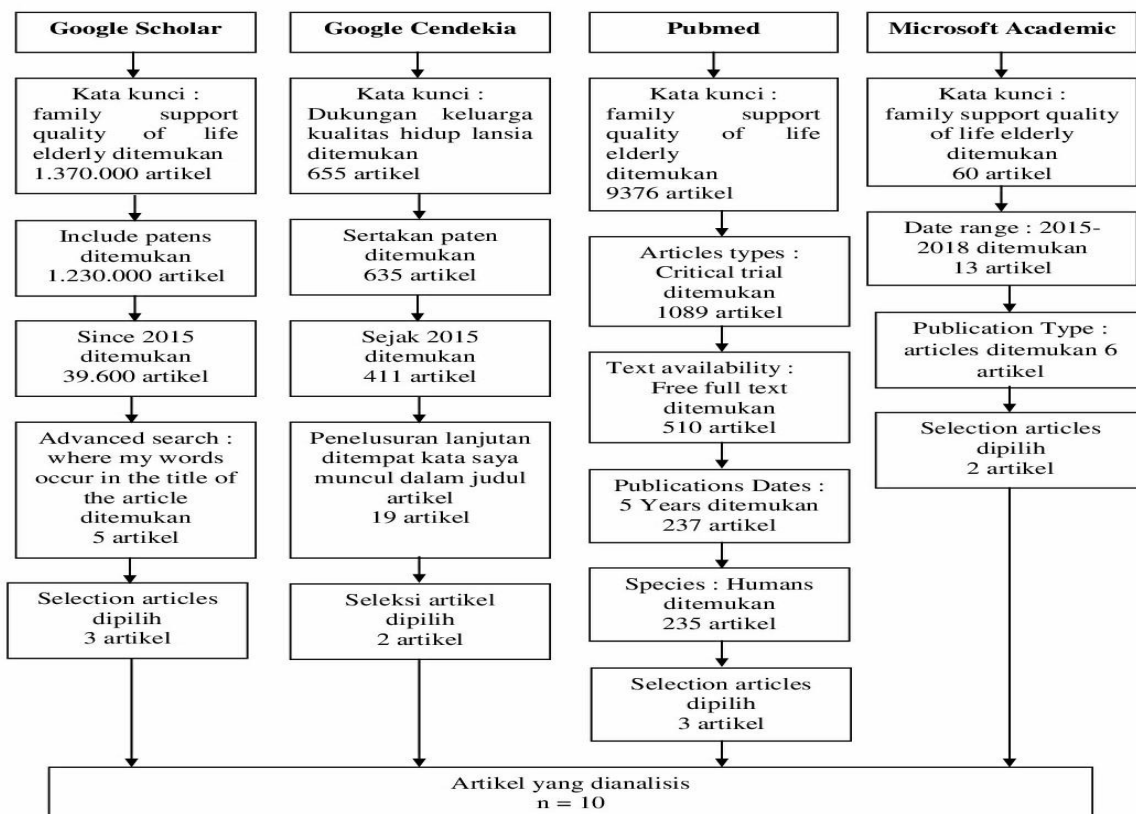 Google Scholar
Kata kunci :
family support
quality of life
elderly ditemukan
1.370.000 artikel
Include patens
ditemukan
1.230.000 artikel
Since 2015
ditemukan
39.600 artikel
Advanced search :
where my words
occur in the title of
the article
ditemukan
5 artikel
Selection articles
dipilih
3 artikel
Google Cendekia
Kata kunci :
Dukungan keluarga
kualitas hidup lansia
ditemukan
655 artikel
Sertakan paten
ditemukan
635 artikel
Sejak 2015
ditemukan
411 artikel
Penelusuran lanjutan
ditempat kata saya
muncul dalam judul
artikel
19 artikel
Seleksi artikel
dipilih
2 artikel
Pubmed
Kata kunci :
family support
quality of life
elderly
ditemukan
9376 artikel
Articles types :
Critical trial
ditemukan
1089 artikel
Text availability :
Free full text
ditemukan
510 artikel
Publications Dates :
5 Years ditemukan
237 artikel
Species : Humans
ditemukan
235 artikel
Selection articles
dipilih
3 artikel
Microsoft Academic
Kata kunci :
family support quality
of life elderly
ditemukan
60 artikel
Date range : 2015-
2018 ditemukan
13 artikel
Publication Type :
articles ditemukan 6
artikel
Selection articles
dipilih
2 artikel
Artikel yang dianalisis
n = 10